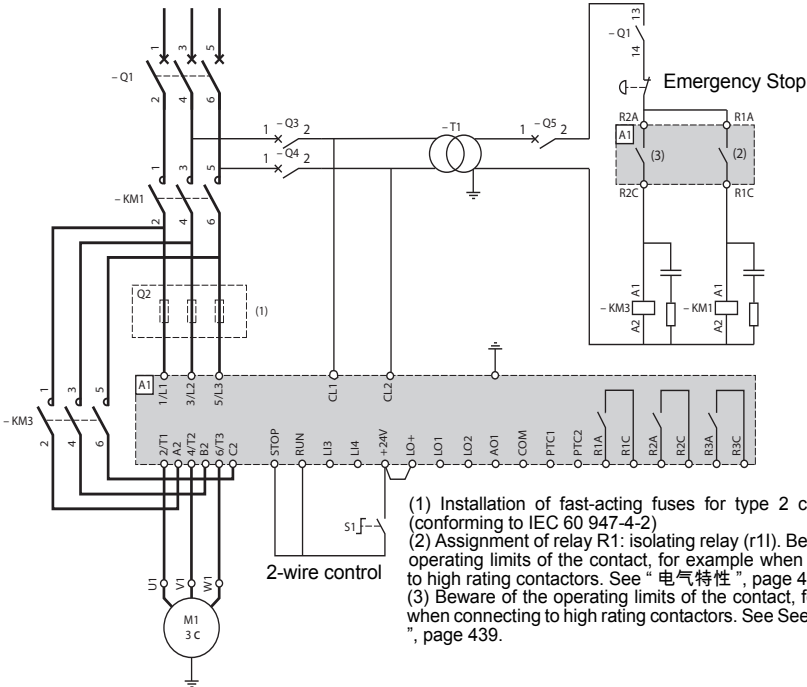 1 3 5
– Q1
2 4 6
1 – Q3 2
1 – Q4 2
– T1
1 – Q5 2
13
– Q1
14
Emergency Stop
R2A R1A
A1
(3) (2)
R2C R1C
1 3 5
– KM1
2 4 6
Q2
(1)
A1 A1
– KM3 – KM1
A2 A2
A1
1/L1 3/L2 5/L3 CL1 CL2
1 3 5
– KM3
2 4 6
2/T1 A2 4/T2 B2 6/T3 C2 STOP RUN LI3 LI4 +24V LO+ LO1 LO2 AO1 COM PTC1 PTC2 R1A R1C R2A R2C R3A R3C
S1
2-wire control
(1) Installation of fast-acting fuses for type 2 c
(conforming to IEC 60 947-4-2)
(2) Assignment of relay R1: isolating relay (r1I). Be
operating limits of the contact, for example when
to high rating contactors. See “ 电气特性 ”, page 4
(3) Beware of the operating limits of the contact, f
when connecting to high rating contactors. See See
”, page 439.
U1 V1 W1
M1
3 C